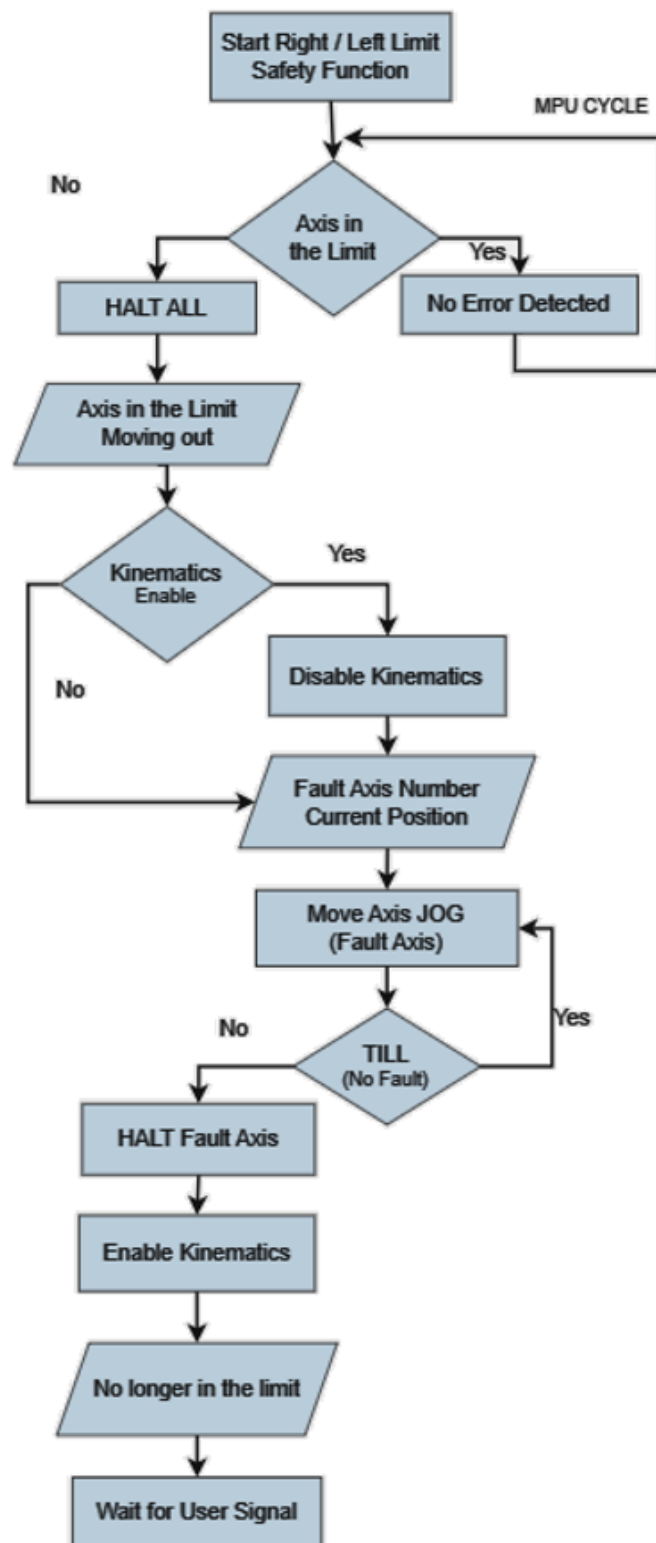 Start Right / Left Limit
Safety Function
MPU CYCLE
No
Axis in
the Limit
Yes
HALT ALL
No Error Detected
Axis in the Limit
Moving out
Kinematics
Enable
Yes
No
Disable Kinematics
Fault Axis Number
Current Position
Move Axis JOG
(Fault Axis)
No
Yes
TILL
(No Fault)
HALT Fault Axis
Enable Kinematics
No longer in the limit
Wait for User Signal